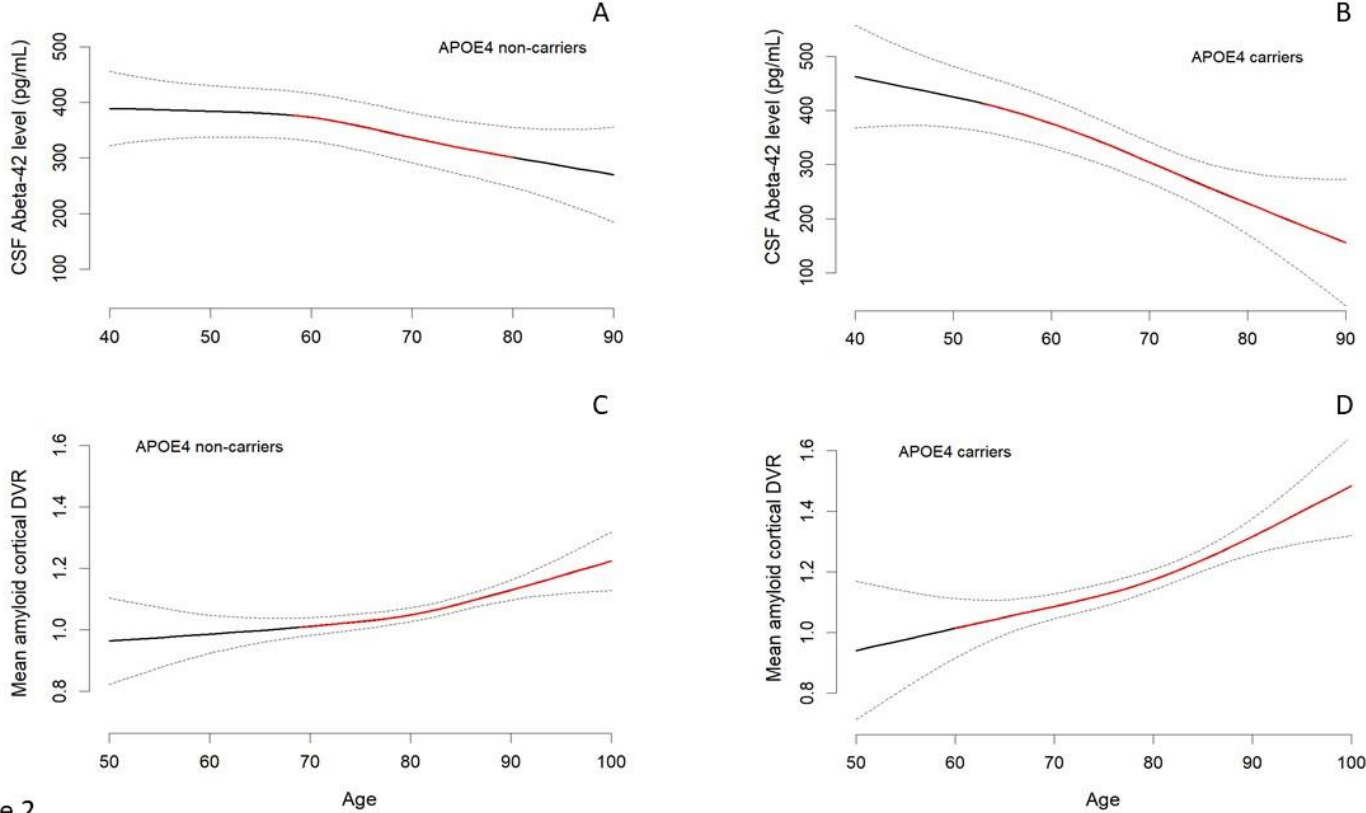 A
APOE4 non-carriers
CSF Abeta-42 level (pg/mL)
500
400
300
200
100
40 50 60 70 80 90
B
APOE4 carriers
CSF Abeta-42 level (pg/mL)
500
400
300
200
100
40 50 60 70 80 90
C
APOE4 non-carriers
Mean amyloid cortical DVR
1.6
1.4
1.2
1.0
0.8
50 60 70 80 90 100
Age
D
APOE4 carriers
Mean amyloid cortical DVR
1.6
1.4
1.2
1.0
0.8
50 60 70 80 90 100
Age
e 2